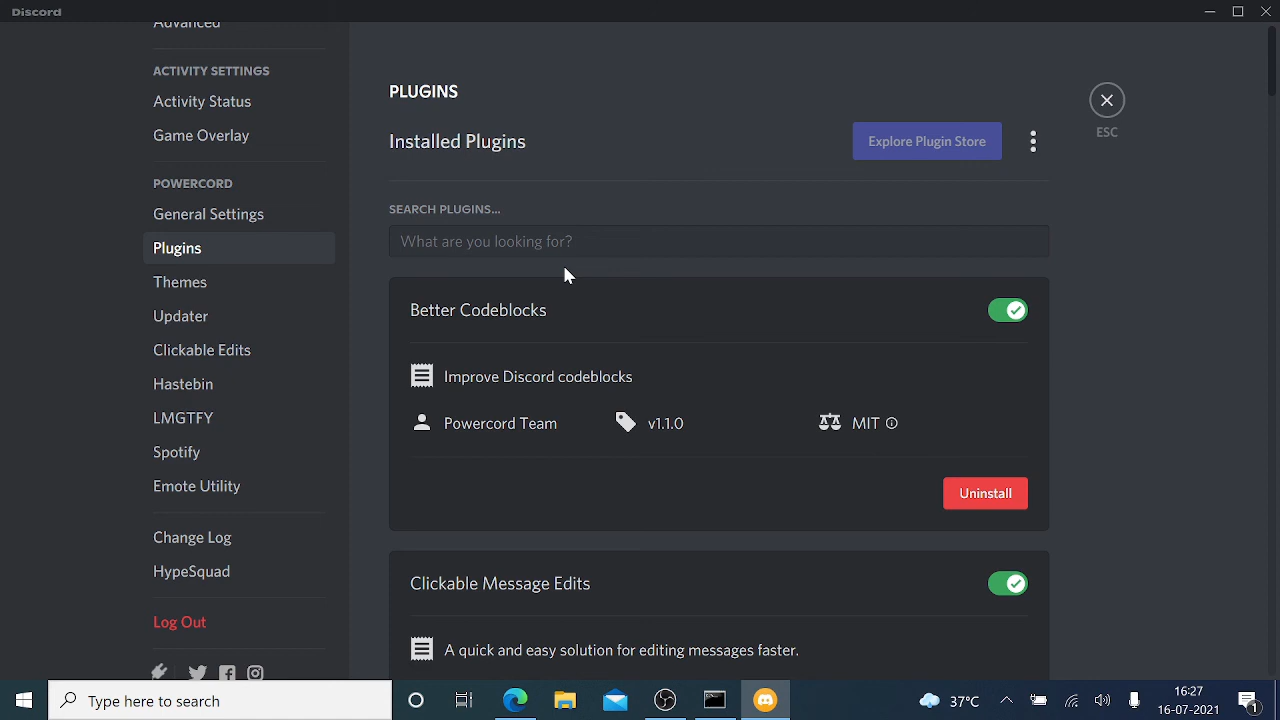 Discord
Advanced
ACTIVITY SETTINGS
Activity Status
Game Overlay
POWERCORD
General Settings
Plugins
Themes
Updater
Clickable Edits
Hastebin
LMGTFY
Spotify
Emote Utility
Change Log
HypeSquad
Log Out
PLUGINS
Installed Plugins
Explore Plugin Store
ESC
SEARCH PLUGINS...
What are you looking for?
Better Codeblocks
Improve Discord codeblocks
Powercord Team v1.1.0 MIT
Uninstall
Clickable Message Edits
A quick and easy solution for editing messages faster.
Type here to search
37°C
16:27
16-07-2021
1